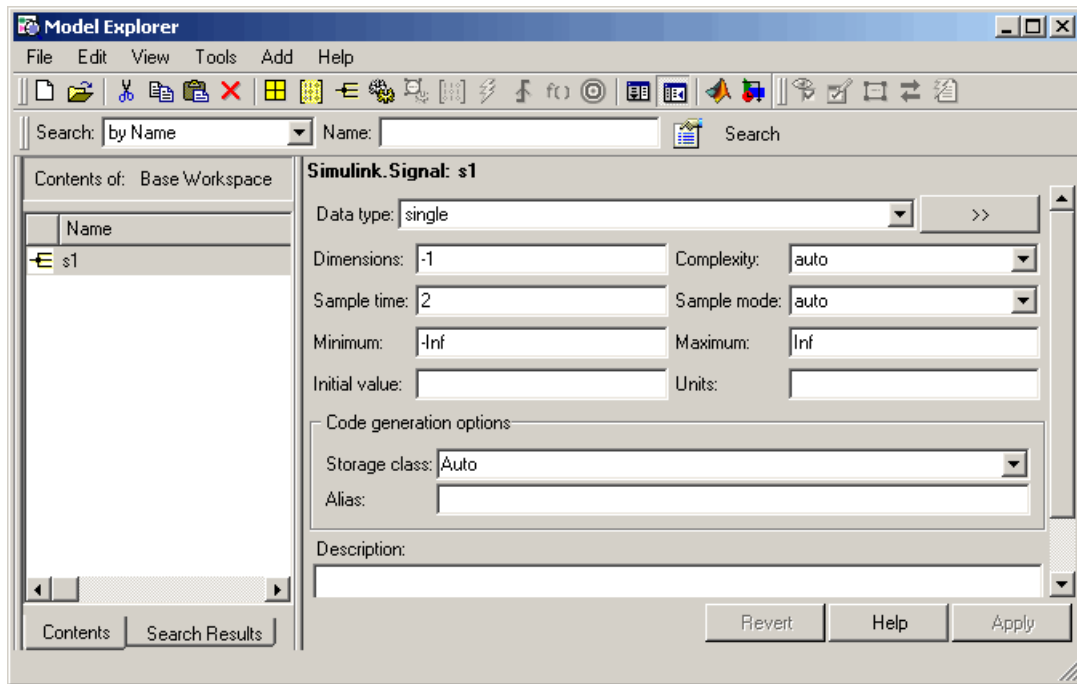 Model Explorer
File Edit View Tools Add Help
Search: by Name Name: Search
Contents of: Base Workspace
Name
s1
Simulink.Signal: s1
Data type: single >>
Dimensions: -1 Complexity: auto
Sample time: 2 Sample mode: auto
Minimum: -Inf Maximum: Inf
Initial value: Units:
Code generation options
Storage class: Auto
Alias:
Description:
Contents Search Results
Revert Help Apply